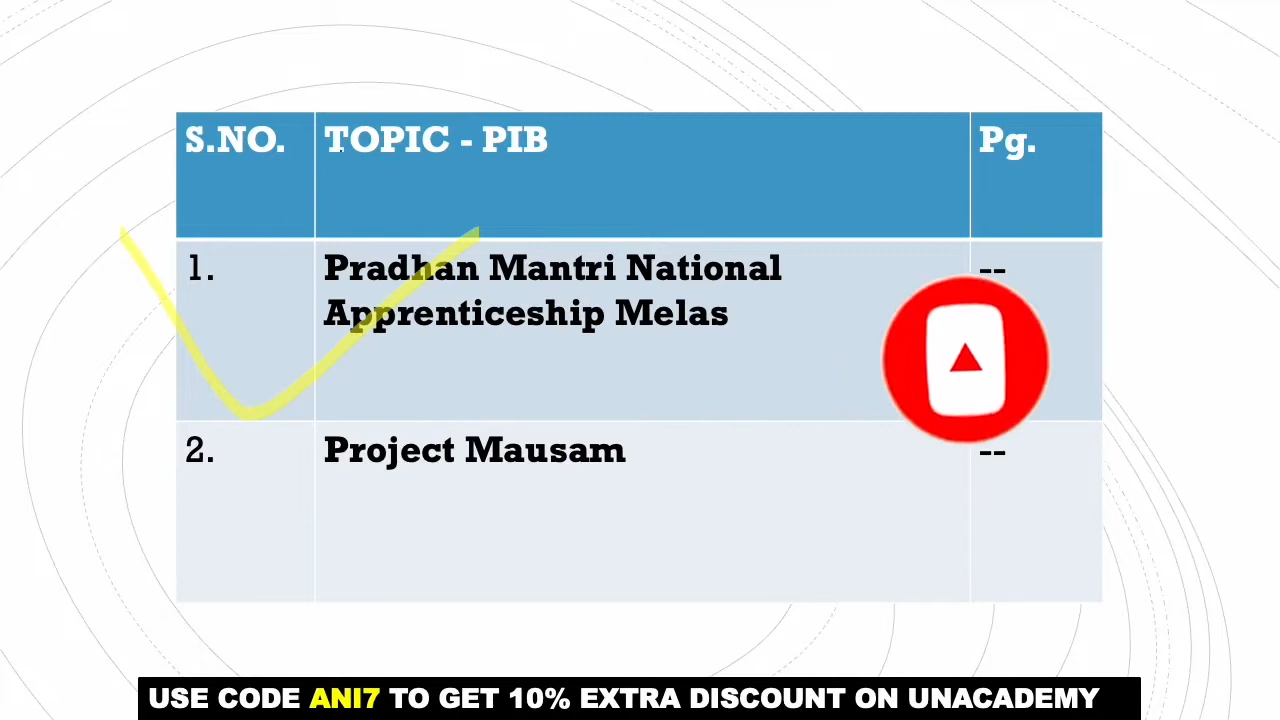 S.NO. TOPIC - PIB Pg.
1. Pradhan Mantri National --
Apprenticeship Melas
2. Project Mausam --
USE CODE ANI7 TO GET 10% EXTRA DISCOUNT ON UNACADEMY